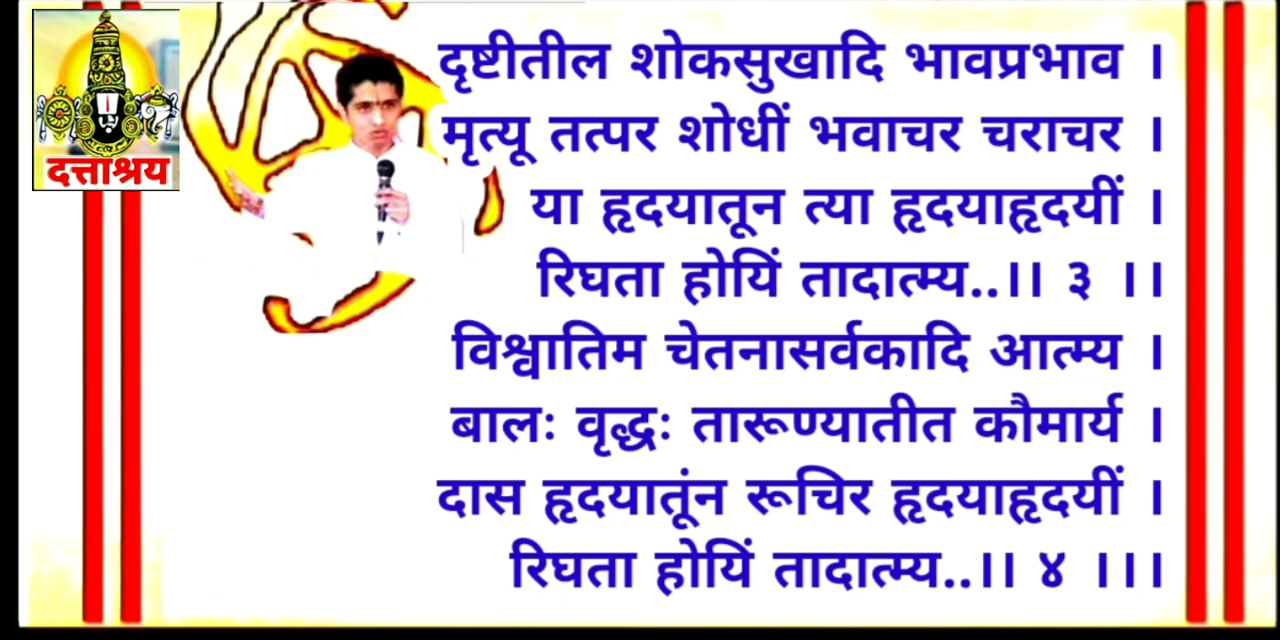 दत्ताश्रय
दृष्टीतील शोकसुखादि भावप्रभाव ।
मृत्यू तत्पर शोधीं भवाचर चराचर ।
या हृदयातून त्या हृदयाहृदयीं ।
रिघता होयिं तादात्म्य..।। ३ ।।
विश्वातिम चेतनासर्वकादि आत्म्य ।
बालः वृद्धः तारूण्यातीत कौमार्य ।
दास हृदयातूंन रूचिर हृदयाहृदयीं ।
रिघता होयिं तादात्म्य..।। ४ ।।।